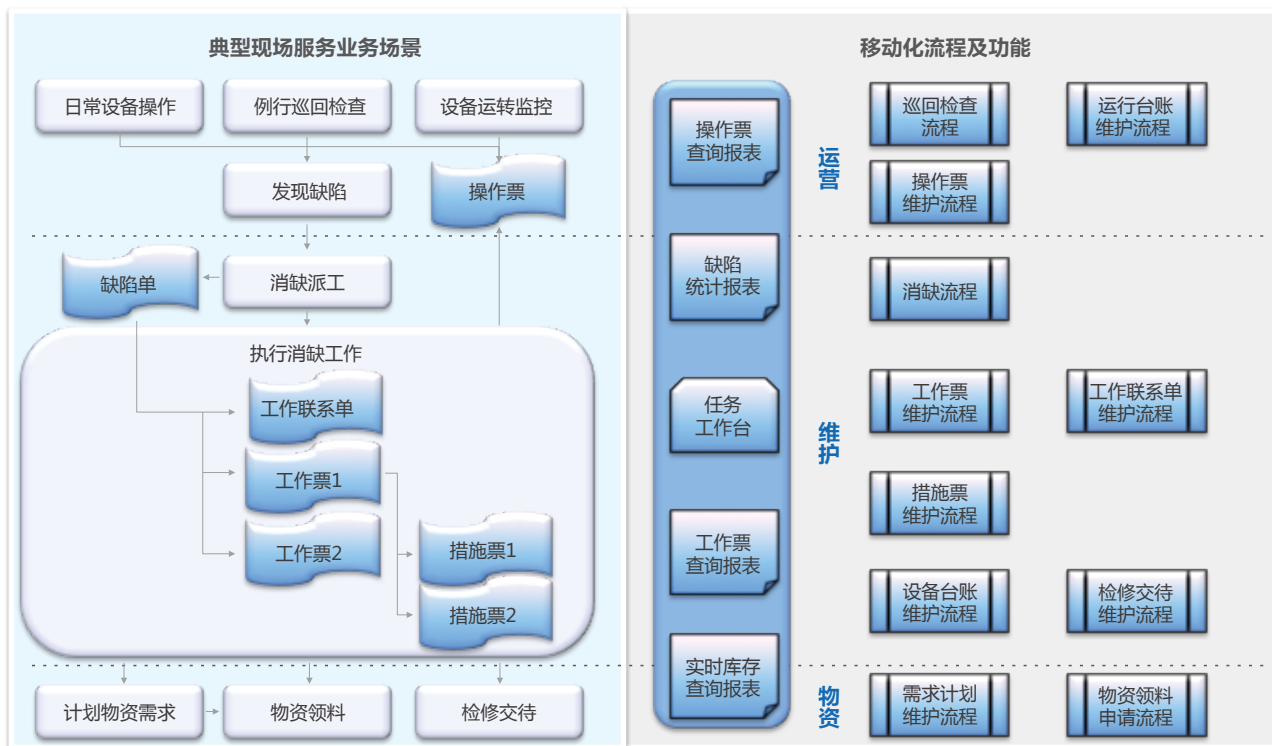 典型现场服务业务场景
日常设备操作
例行巡回检查
设备运转监控
发现缺陷
操作票
缺陷单
消缺派工
执行消缺工作
工作联系单
工作票1
工作票2
措施票1
措施票2
计划物资需求
物资领料
检修交待
移动化流程及功能
操作票
查询报表
缺陷
统计报表
任务
工作台
工作票
查询报表
实时库存
查询报表
运营
巡回检查
流程
运行台账
维护流程
操作票
维护流程
维护
消缺流程
工作票
维护流程
工作联系单
维护流程
措施票
维护流程
设备台账
维护流程
检修交待
维护流程
物资
需求计划
维护流程
物资领料
申请流程